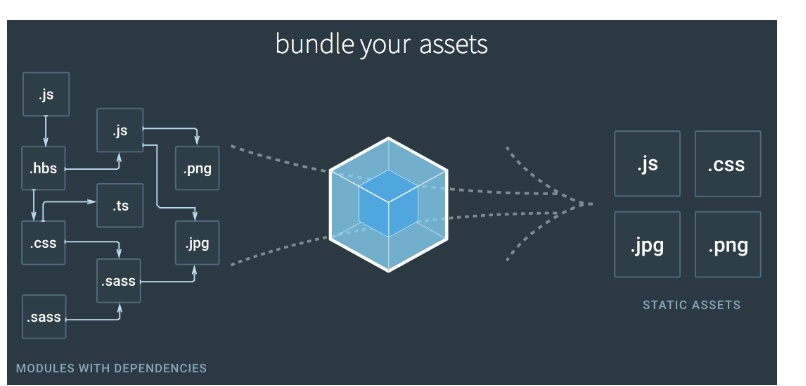 bundle your assets
.js
.js
.hbs
.png
.ts
.css
.jpg
.sass
.sass
MODULES WITH DEPENDENCIES
.js
.css
.jpg
.png
STATIC ASSETS